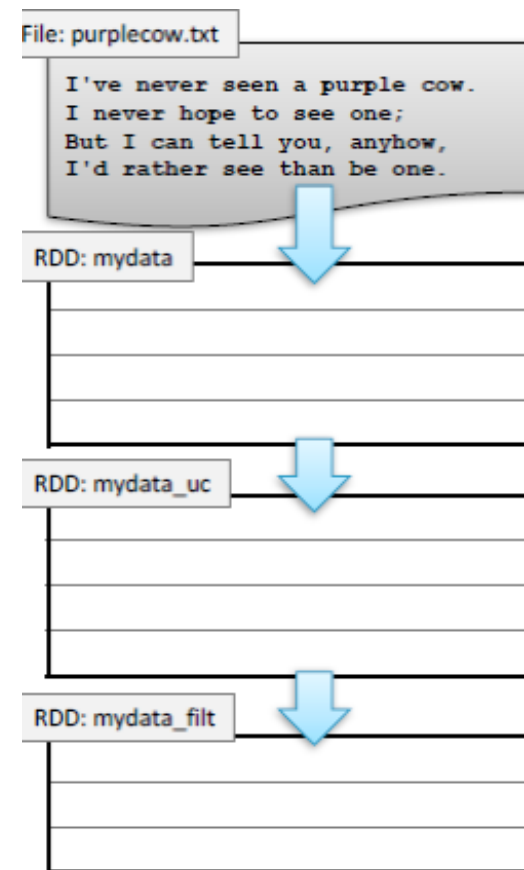 File: purplecow.txt
I've never seen a purple cow.
I never hope to see one;
But I can tell you, anyhow,
I'd rather see than be one.
RDD: mydata
RDD: mydata_uc
RDD: mydata_filt